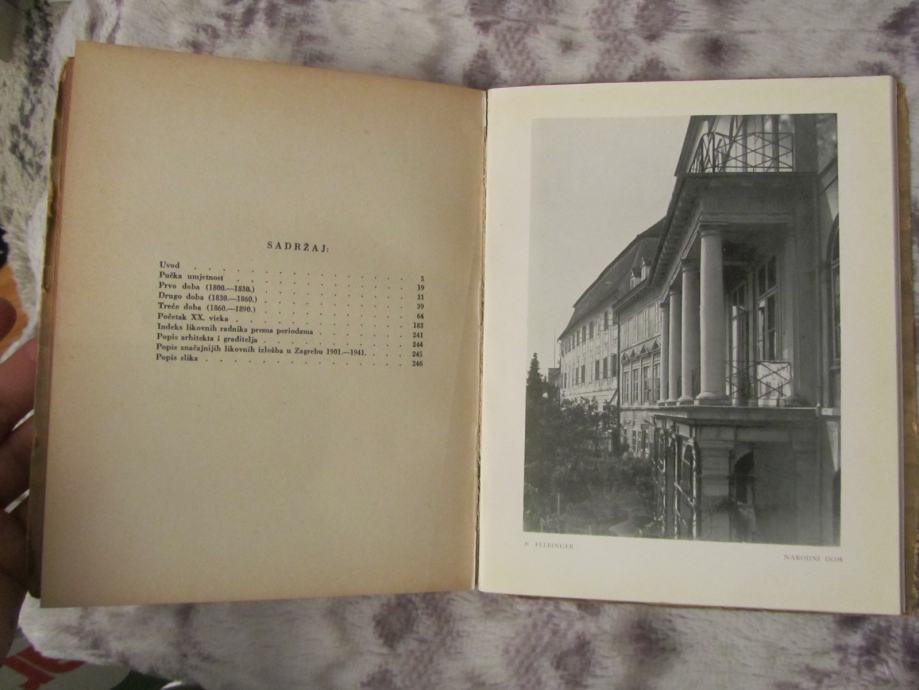 SADRŽAJ:
Uvod . . . . . . . . . . . . . . . . . . . 5
Pučka umjetnost . . . . . . . . . . . . . . . . 19
Prvo doba (1800.—1830.) . . . . . . . . . . . . . 31
Drugo doba (1830.—1860.) . . . . . . . . . . . . . 39
Treće doba (1860.—1890.) . . . . . . . . . . . . . 64
Početak XX. vieka . . . . . . . . . . . . . . . 183
Indeks likovnih radnika prema periodama . . . . . . . . 241
Popis arhitekta i graditelja . . . . . . . . . . . . 244
Popis značajnijih likovnih izložba u Zagrebu 1901.—1941. . . . . 245
Popis slika . . . . . . . . . . . . . . . . . 246
FELBINGER
NARODNI DOM